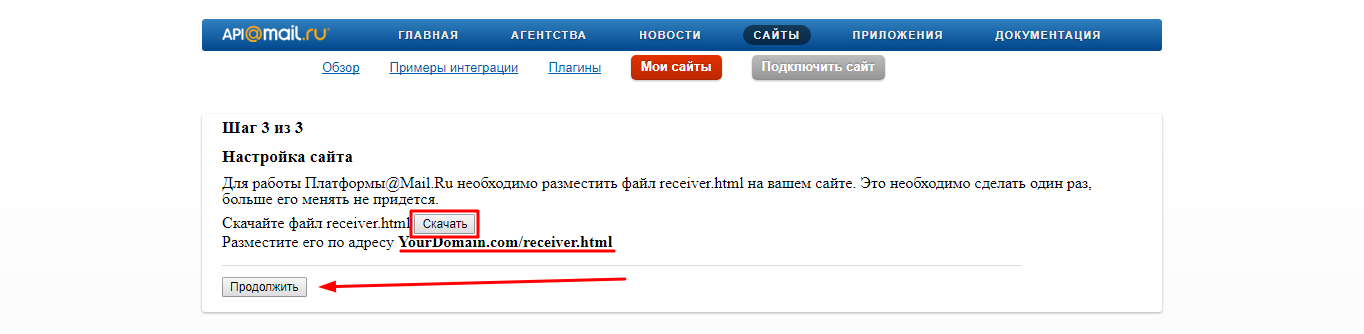 API@mail.ru ГЛАВНАЯ АГЕНТСТВА НОВОСТИ САЙТЫ ПРИЛОЖЕНИЯ ДОКУМЕНТАЦИЯ
Обзор Примеры интеграции Плагины Мои сайты Подключить сайт
Шаг 3 из 3
Настройка сайта
Для работы Платформы@Mail.Ru необходимо разместить файл receiver.html на вашем сайте. Это необходимо сделать один раз,
больше его менять не придется.
Скачайте файл receiver.html Скачать
Разместите его по адресу YourDomain.com/receiver.html
Продолжить